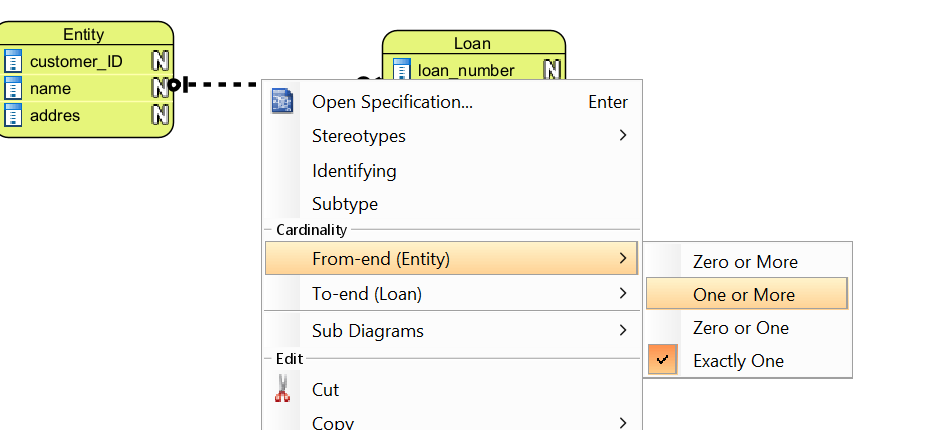 Entity
customer_ID N
name N
addres N
Loan
loan_number N
Open Specification... Enter
Stereotypes
Identifying
Subtype
Cardinality
From-end (Entity)
To-end (Loan)
Sub Diagrams
Edit
Cut
Copy
Zero or More
One or More
Zero or One
Exactly One